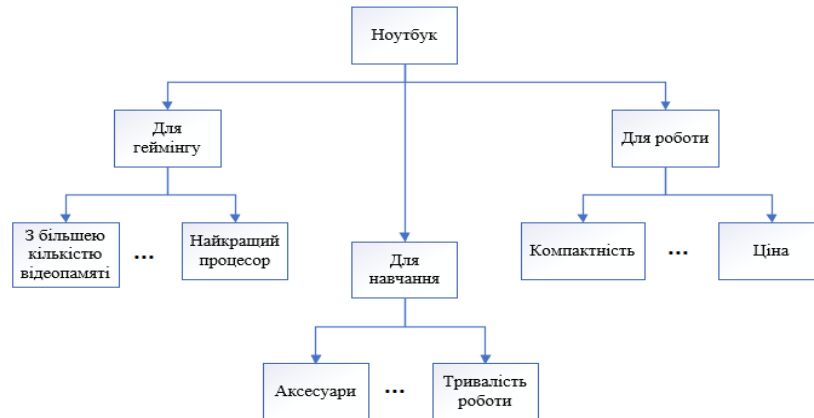 Ноутбук
Для
геймінгу
Для роботи
З більшею
кількістю
відеопамяті
...
Найкращий
процесор
Для
навчання
Компактність
...
Ціна
Аксесуари
...
Тривалість
роботи